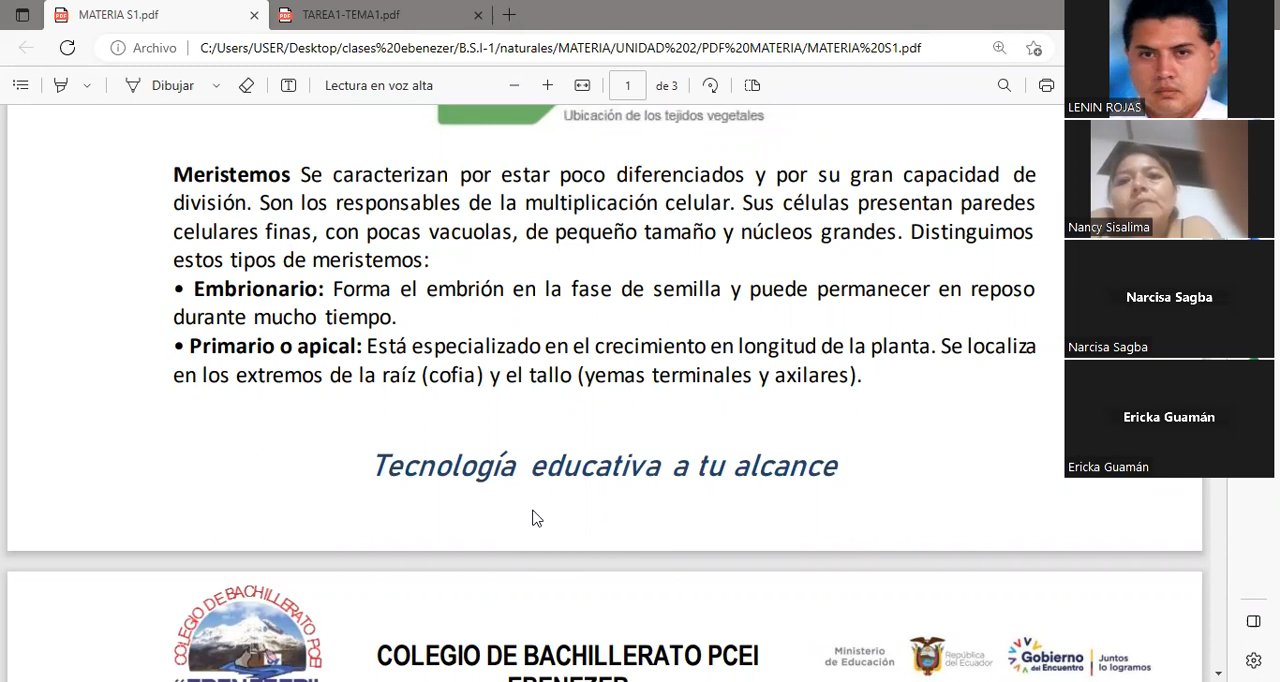 MATERIA S1.pdf
TAREA1-TEMA1.pdf
Archivo
C:/Users/USER/Desktop/clases%20ebenezer/B.S.I-1/naturales/MATERIA/UNIDAD%202/PDF%20MATERIA/MATERIA%20S1.pdf
Dibujar
Lectura en voz alta
1
de 3
Ubicación de los tejidos vegetales
Meristemos Se caracterizan por estar poco diferenciados y por su gran capacidad de
división. Son los responsables de la multiplicación celular. Sus células presentan paredes
celulares finas, con pocas vacuolas, de pequeño tamaño y núcleos grandes. Distinguimos
estos tipos de meristemos:
• Embrionario: Forma el embrión en la fase de semilla y puede permanecer en reposo
durante mucho tiempo.
• Primario o apical: Está especializado en el crecimiento en longitud de la planta. Se localiza
en los extremos de la raíz (cofia) y el tallo (yemas terminales y axilares).
Tecnología educativa a tu alcance
COLEGIO DE BACHILLERATO PCEI
"EBENEZER"
COLEGIO DE BACHILLERATO PCEI
EBENEZER
Ministerio
de Educación
República
del Ecuador
Gobierno
del Encuentro
Juntos
lo logramos
LENIN ROJAS
Nancy Sisalima
Narcisa Sagba
Narcisa Sagba
Ericka Guamán
Ericka Guamán